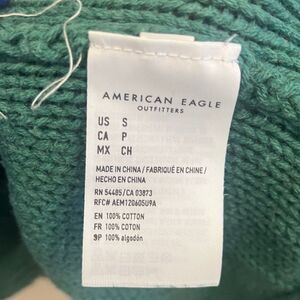 AMERICAN EAGLE
OUTFITTERS
US S
CA P
MX CH
MADE IN CHINA / FABRIQUÉ EN CHINE /
HECHO EN CHINA
RN 54485/CA 03873
RFC# AEM120605U9A
EN 100% COTTON
FR 100% COTON
SP 100% algodón